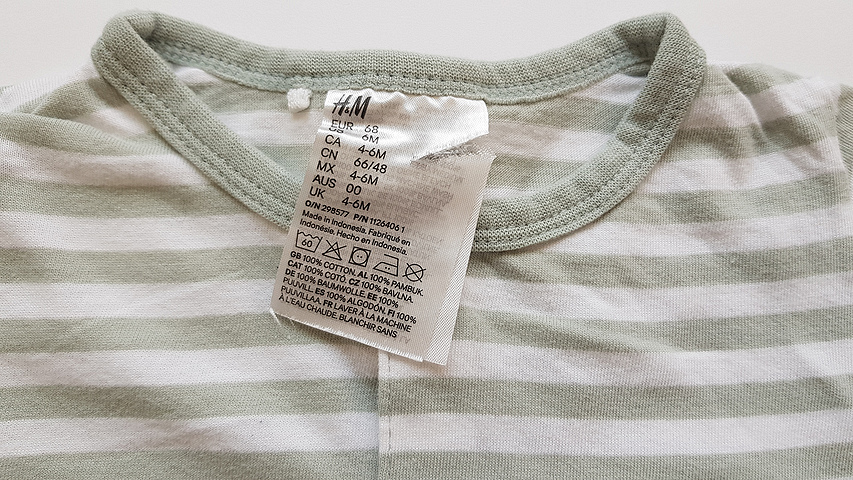 H&M
EUR 68
SG 6M
CA 4-6M
CN 66/48
MX 4-6M
AUS 00
UK 4-6M
O/N 298577 P/N 1126406 1
Made in Indonesia. Fabriqué en
Indonésie. Hecho en Indonesia.
60
GB 100% COTTON. AL 100% PAMBUK.
CAT 100% COTÓ. CZ 100% BAVLNA.
DE 100% BAUMWOLLE. EE 100%
PUUVILL. ES 100% ALGODÓN. FI 100%
PUUVILLAA. FR LAVER À LA MACHINE
À L'EAU CHAUDE. BLANCHIR SANS